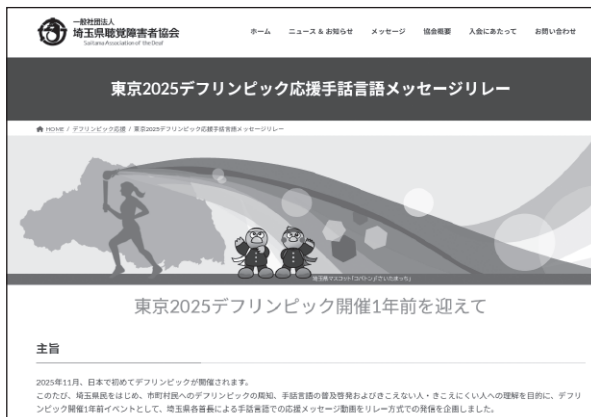 一般社団法人
埼玉県聴覚障害者協会
Saitama Association of the Deaf
ホーム ニュース & お知らせ メッセージ 協会概要 入会にあたって お問い合わせ
東京2025デフリンピック応援手話言語メッセージリレー
HOME / デフリンピック応援 / 東京2025デフリンピック応援手話言語メッセージリレー
埼玉県マスコット「コバトン」「さいたまっち」
東京2025デフリンピック開催1年前を迎えて
主旨
2025年11月、日本で初めてデフリンピックが開催されます。
このたび、埼玉県民をはじめ、市町村民へのデフリンピックの周知、手話言語の普及啓発およびきこえない人・きこえにくい人への理解を目的に、デフリ
ンピック開催1年前イベントとして、埼玉県各首長による手話言語での応援メッセージ動画をリレー方式での発信を企画しました。